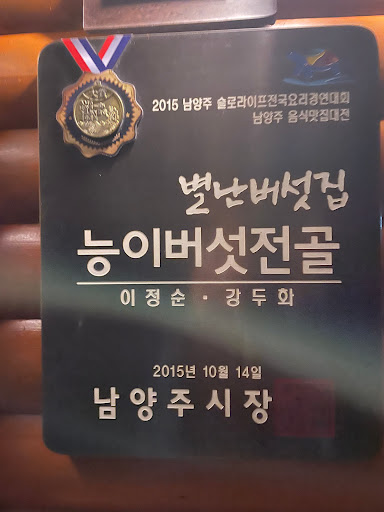 2015 남양주 슬로라이프전국요리경연대회
남양주 음식맛집대전
별난버섯집
능이버섯전골
이정순 · 강두화
2015년 10월 14일
남양주시장